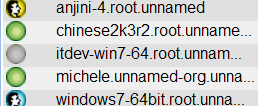 anjini-4.root.unnamed
chinese2k3r2.root.unname...
itdev-win7-64.root.unnam...
michele.unnamed-org.unna...
windows7-64bit.root.unna...